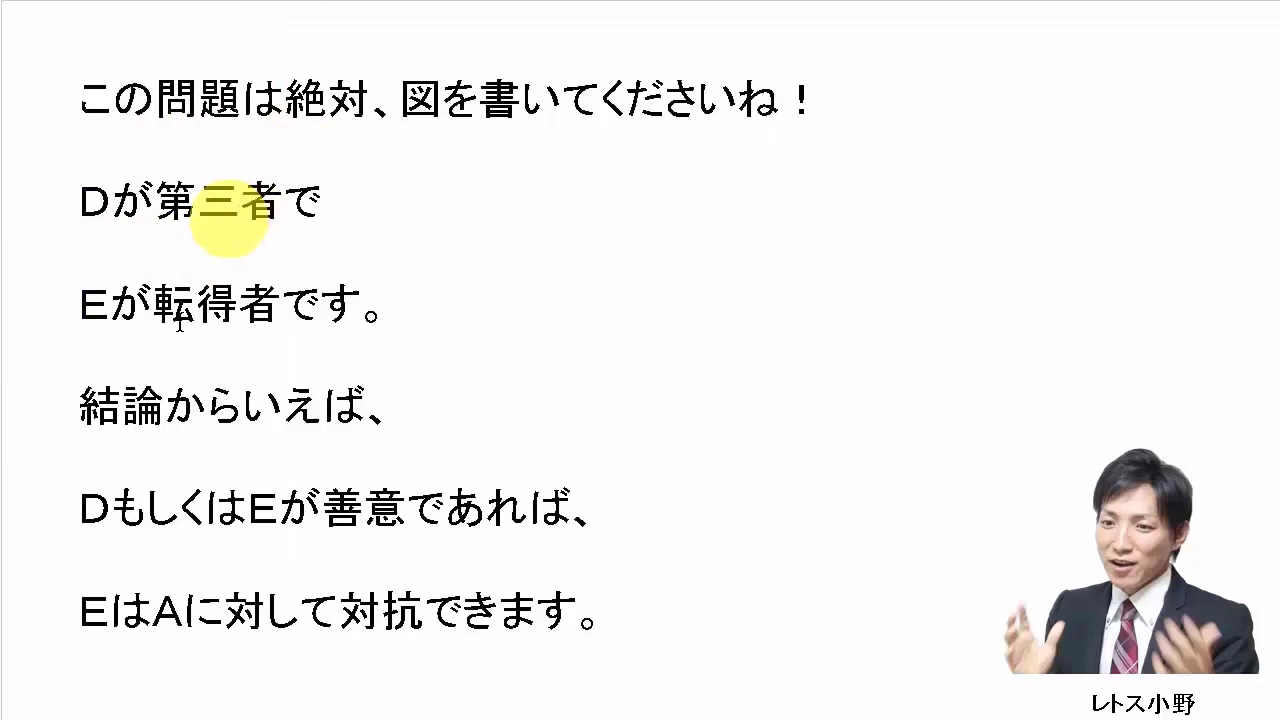 この問題は絶対、図を書いてくださいね！
Ｄが第三者で
Ｅが転得者です。
結論からいえば、
ＤもしくはＥが善意であれば、
ＥはＡに対して対抗できます。
レトス小野